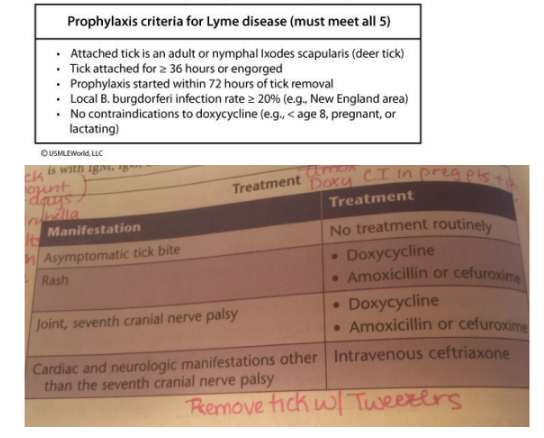 Prophylaxis criteria for Lyme disease (must meet all 5)
• Attached tick is an adult or nymphal Ixodes scapularis (deer tick)
• Tick attached for ≥ 36 hours or engorged
• Prophylaxis started within 72 hours of tick removal
• Local B. burgdorferi infection rate ≥ 20% (e.g., New England area)
• No contraindications to doxycycline (e.g., < age 8, pregnant, or
lactating)
© USMLEWorld, LLC
is with IgM,
days
Treatment Doxy CI in preg pts +
Manifestation Treatment
Asymptomatic tick bite No treatment routinely
Rash • Doxycycline
• Amoxicillin or cefuroxime
Joint, seventh cranial nerve palsy • Doxycycline
• Amoxicillin or cefuroxime
Cardiac and neurologic manifestations other Intravenous ceftriaxone
than the seventh cranial nerve palsy
Remove tick w/ Tweezers